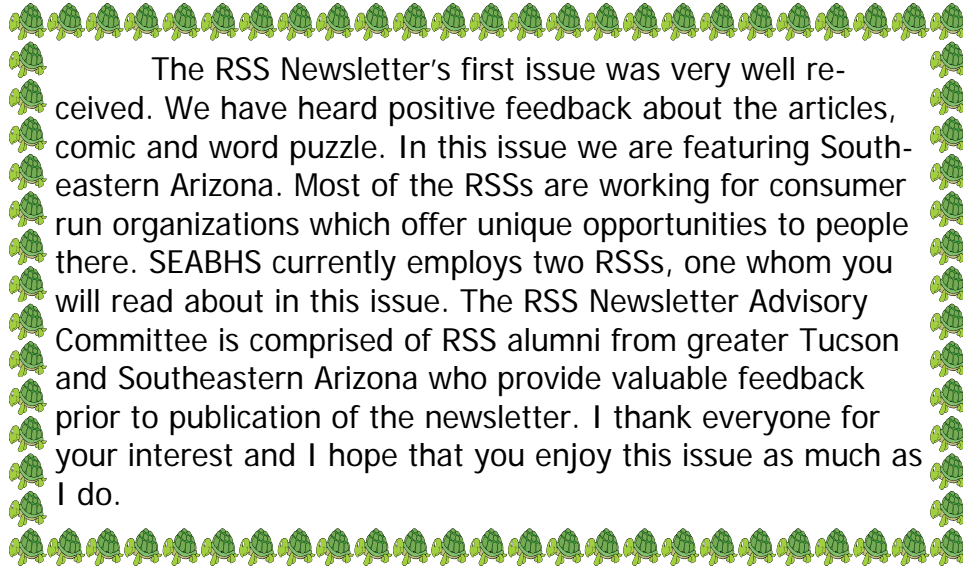 The RSS Newsletter's first issue was very well re-
ceived. We have heard positive feedback about the articles,
comic and word puzzle. In this issue we are featuring South-
eastern Arizona. Most of the RSSs are working for consumer
run organizations which offer unique opportunities to people
there. SEABHS currently employs two RSSs, one whom you
will read about in this issue. The RSS Newsletter Advisory
Committee is comprised of RSS alumni from greater Tucson
and Southeastern Arizona who provide valuable feedback
prior to publication of the newsletter. I thank everyone for
your interest and I hope that you enjoy this issue as much as
I do.